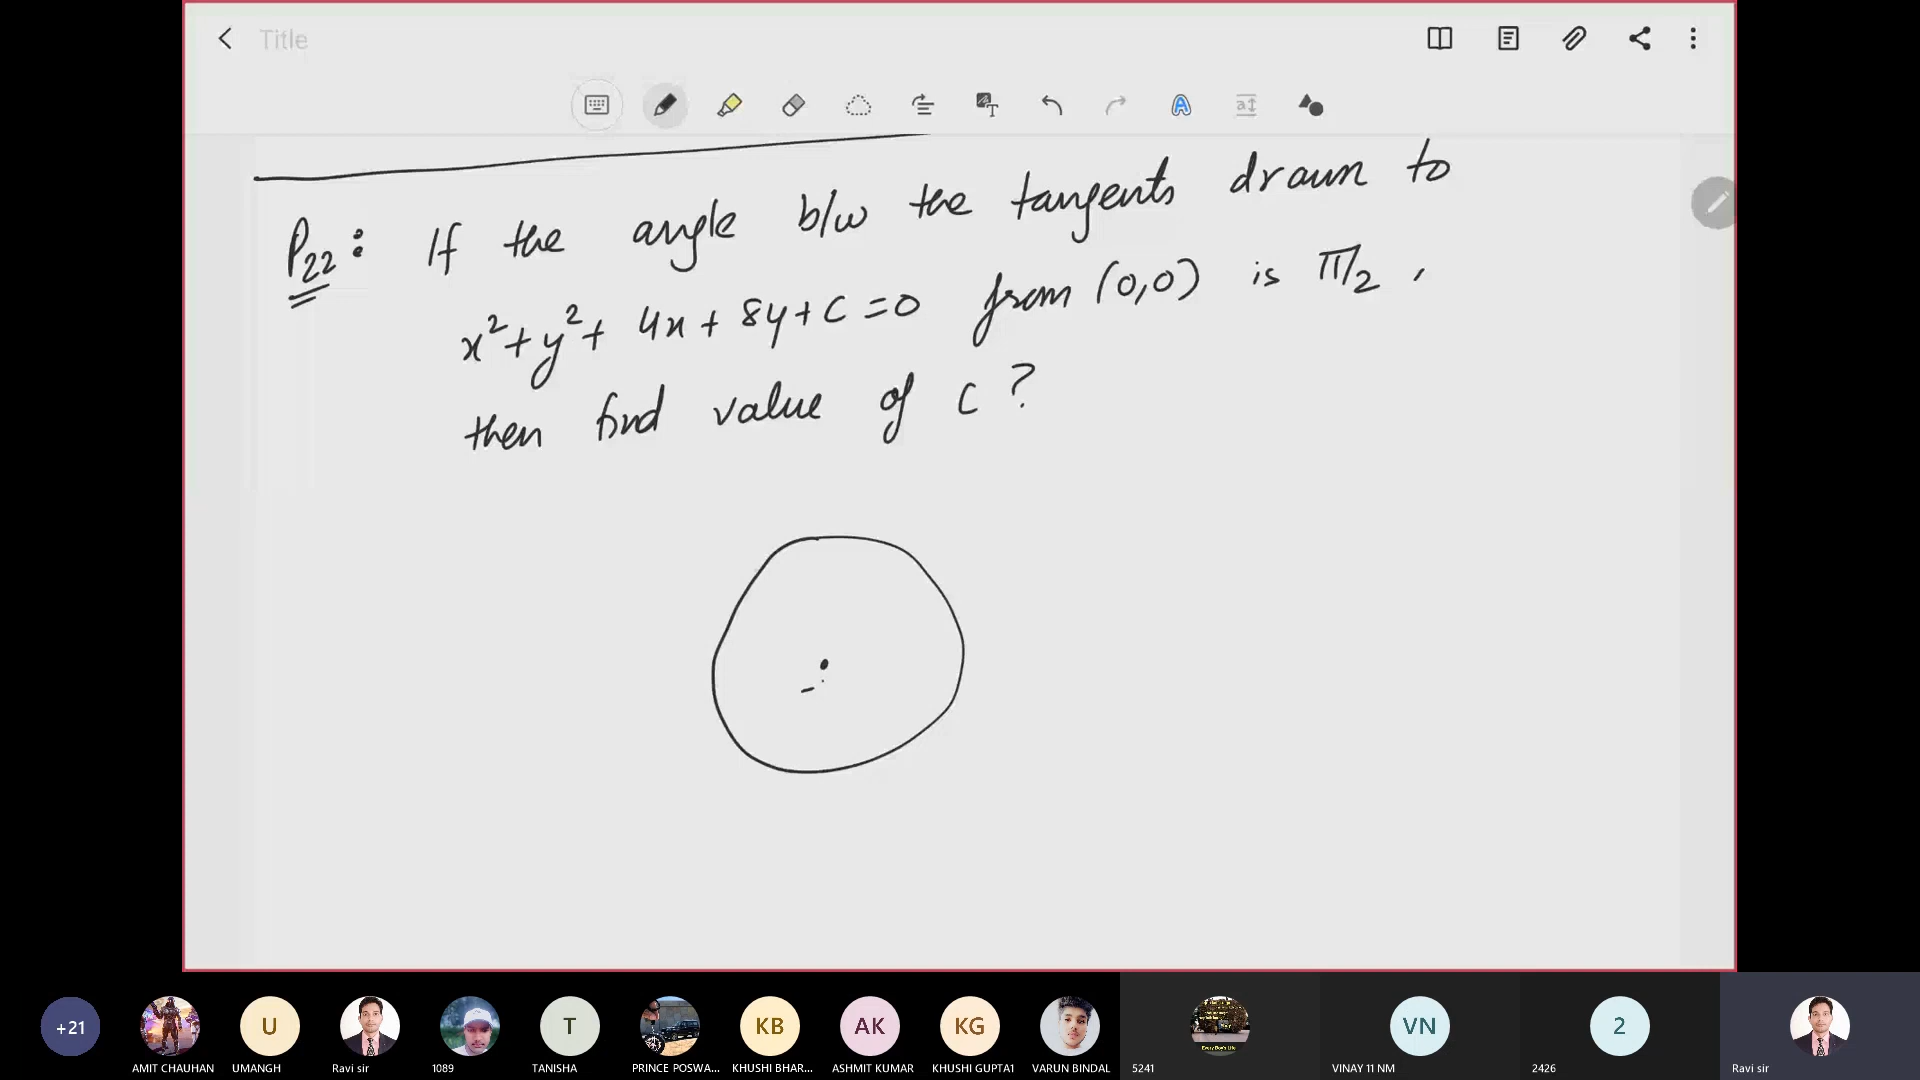 Title
P22: If the angle b/w the tangents drawn to
x²+y²+ 4x + 8y + c = 0 from (0,0) is π/2 ,
then find value of c ?
+21
U
T
KB
AK
KG
VN
2
AMIT CHAUHAN UMANGH Ravi sir 1089 TANISHA PRINCE POSWA... KHUSHI BHAR... ASHMIT KUMAR KHUSHI GUPTA1 VARUN BINDAL 5241 VINAY 11 NM 2426 Ravi sir